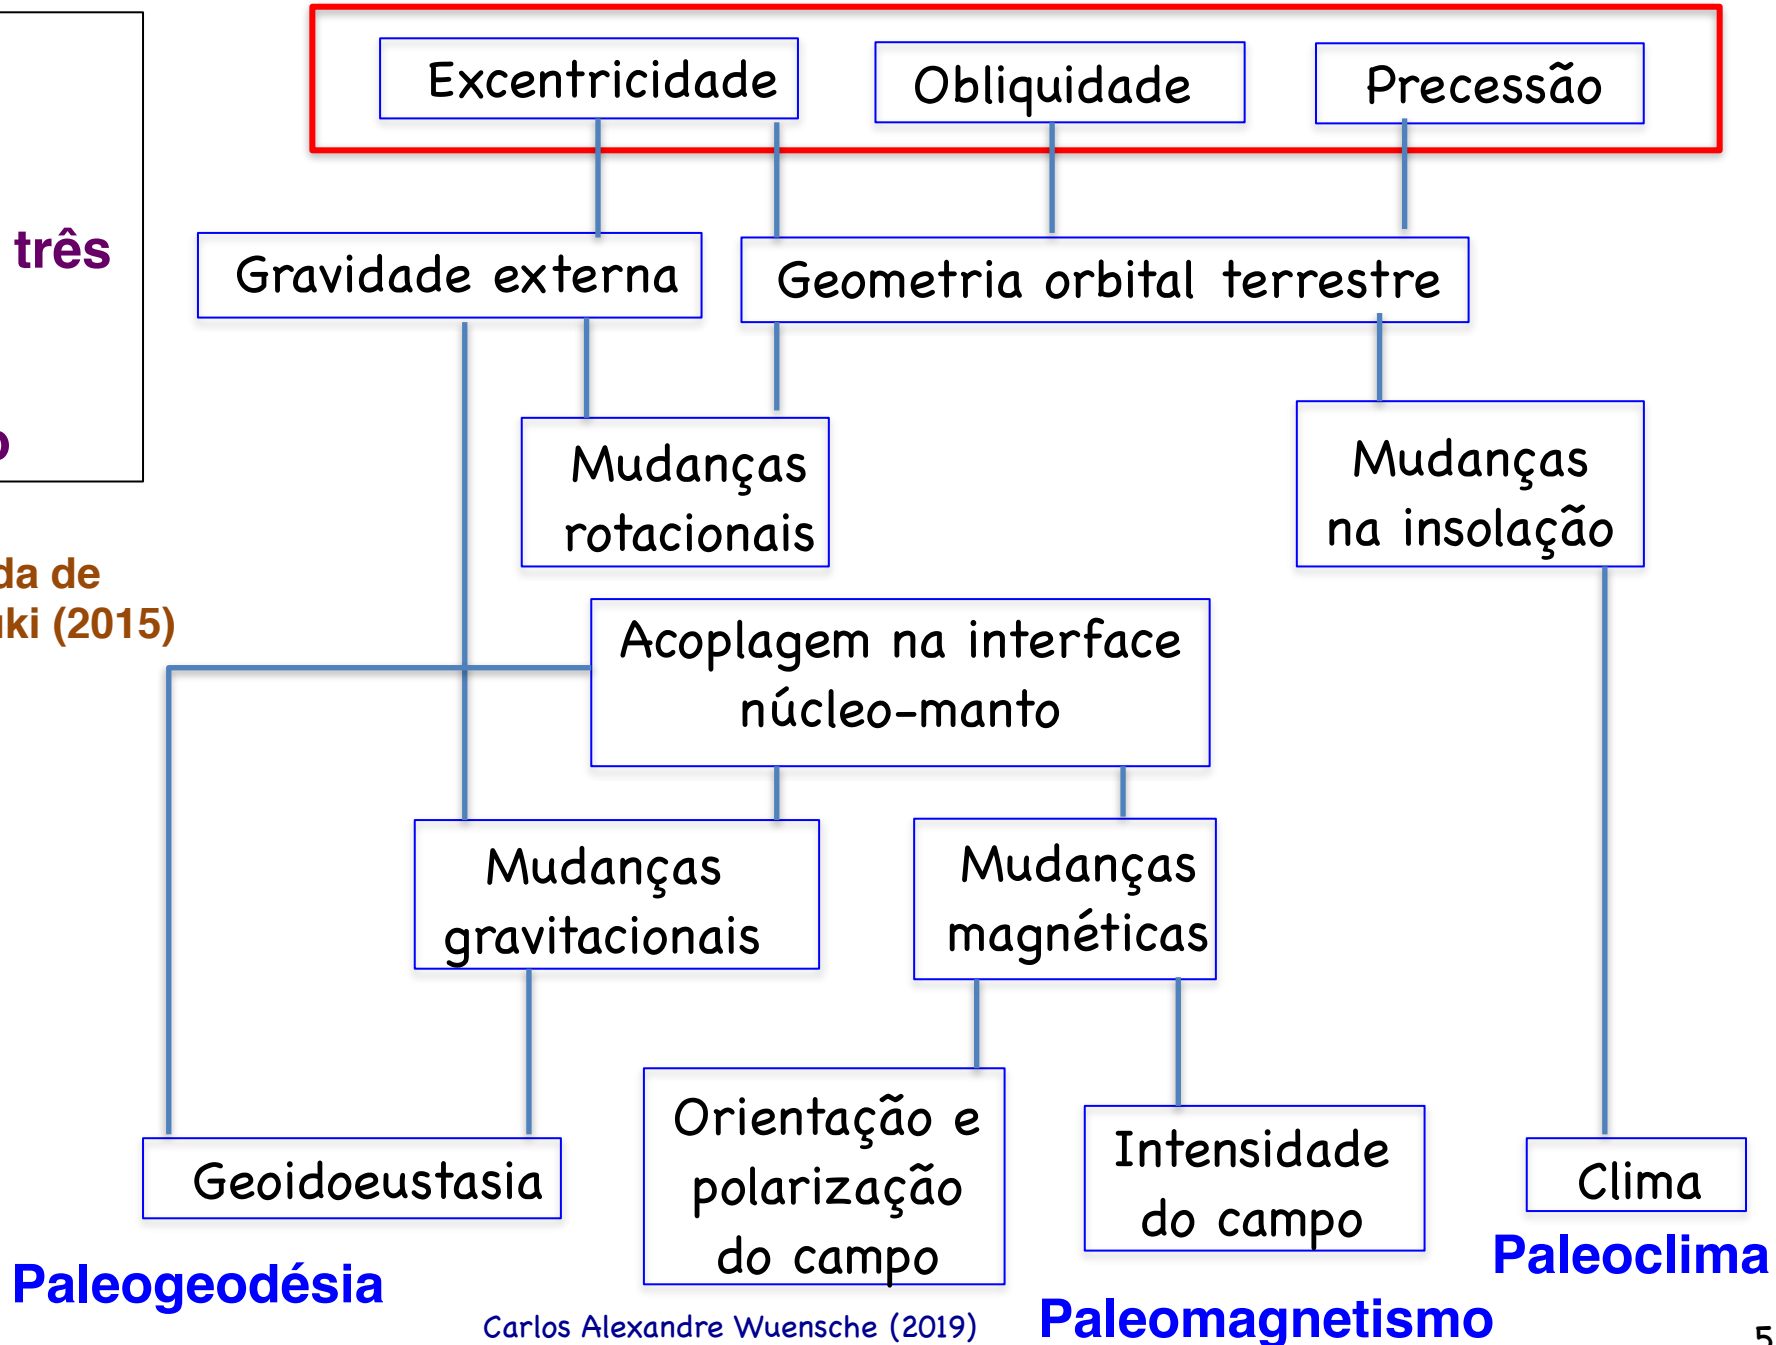 Excentricidade
Obliquidade
Precessão
três
Gravidade externa
Geometria orbital terrestre
Mudanças
rotacionais
Mudanças
na insolação
de
(2015)
Acoplagem na interface
núcleo-manto
Mudanças
gravitacionais
Mudanças
magnéticas
Orientação e
polarização
do campo
Intensidade
do campo
Geoidoeustasia
Clima
Paleoclima
Paleogeodésia
Paleomagnetismo
Carlos Alexandre Wuensche (2019)
5